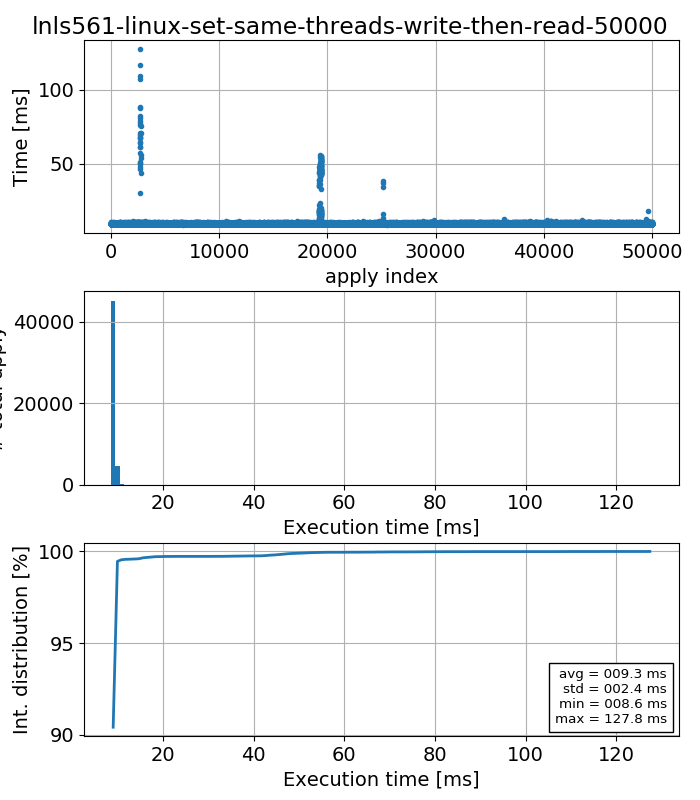 lnls561-linux-set-same-threads-write-then-read-50000
Time [ms]
100
50
0
10000
20000
30000
40000
50000
apply index
total apply
40000
20000
0
20
40
60
80
100
120
Execution time [ms]
Int. distribution [%]
100
95
90
20
40
60
80
100
120
Execution time [ms]
avg = 009.3 ms
std = 002.4 ms
min = 008.6 ms
max = 127.8 ms